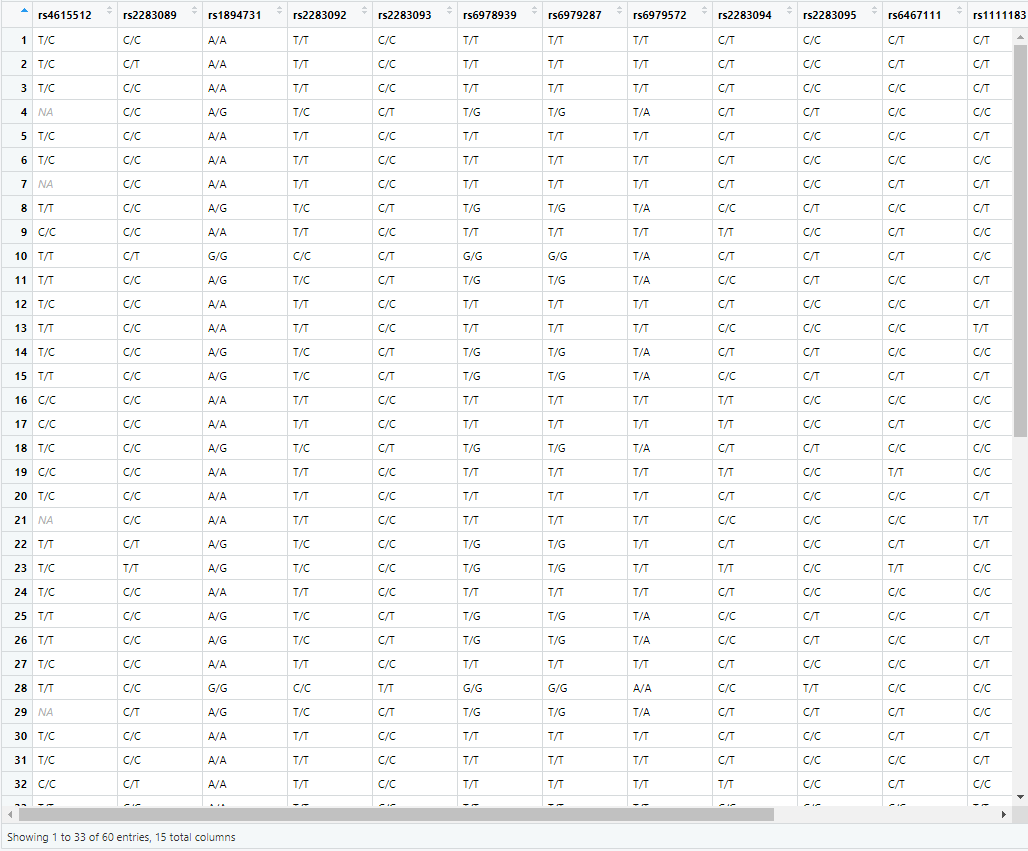 rs4615512 rs2283089 rs1894731 rs2283092 rs2283093 rs6978939 rs6979287 rs6979572 rs2283094 rs2283095 rs6467111 rs1111183
1 T/C C/C A/A T/T C/C T/T T/T T/T C/T C/C C/T C/T
2 T/C C/T A/A T/T C/C T/T T/T T/T C/T C/C C/T C/T
3 T/C C/C A/A T/T C/C T/T T/T T/T C/T C/C C/T C/T
4 NA C/C A/G T/C C/T T/G T/G T/A C/T C/T C/C C/C
5 T/C C/C A/A T/T C/C T/T T/T T/T C/T C/C C/C C/T
6 T/C C/C A/A T/T C/C T/T T/T T/T C/T C/C C/C C/C
7 NA C/C A/A T/T C/C T/T T/T T/T C/T C/C C/T C/T
8 T/T C/C A/G T/C C/T T/G T/G T/A C/C C/T C/C C/T
9 C/C C/C A/A T/T C/C T/T T/T T/T T/T C/C C/T C/C
10 T/T C/T G/G C/C C/T G/G G/G T/A C/T C/T C/T C/C
11 T/T C/C A/G T/C C/T T/G T/G T/A C/C C/T C/C C/T
12 T/C C/C A/A T/T C/C T/T T/T T/T C/T C/C C/C C/T
13 T/T C/C A/A T/T C/C T/T T/T T/T C/C C/C C/C T/T
14 T/C C/C A/G T/C C/T T/G T/G T/A C/T C/T C/C C/C
15 T/T C/C A/G T/C C/T T/G T/G T/A C/C C/T C/C C/T
16 C/C C/C A/A T/T C/C T/T T/T T/T T/T C/C C/C C/C
17 C/C C/C A/A T/T C/C T/T T/T T/T T/T C/C C/T C/C
18 T/C C/C A/G T/C C/T T/G T/G T/A C/T C/T C/C C/C
19 C/C C/C A/A T/T C/C T/T T/T T/T T/T C/C T/T C/C
20 T/C C/C A/A T/T C/C T/T T/T T/T C/T C/C C/C C/T
21 NA C/C A/A T/T C/C T/T T/T T/T C/C C/C C/C T/T
22 T/T C/T A/G T/C C/C T/G T/G T/T C/T C/C C/T C/T
23 T/C T/T A/G T/C C/C T/G T/G T/T T/T C/C T/T C/C
24 T/C C/C A/A T/T C/C T/T T/T T/T C/T C/C C/C C/C
25 T/T C/C A/G T/C C/T T/G T/G T/A C/C C/T C/C C/T
26 T/T C/C A/G T/C C/T T/G T/G T/A C/C C/T C/C C/T
27 T/C C/C A/A T/T C/C T/T T/T T/T C/T C/C C/C C/T
28 T/T C/C G/G C/C T/T G/G G/G A/A C/C T/T C/C C/C
29 NA C/T A/G T/C C/T T/G T/G T/A C/T C/T C/T C/C
30 T/C C/C A/A T/T C/C T/T T/T T/T C/T C/C C/T C/T
31 T/C C/C A/A T/T C/C T/T T/T T/T C/T C/C C/C C/T
32 C/C C/T A/A T/T C/C T/T T/T T/T T/T C/C C/T C/C
Showing 1 to 33 of 60 entries, 15 total columns